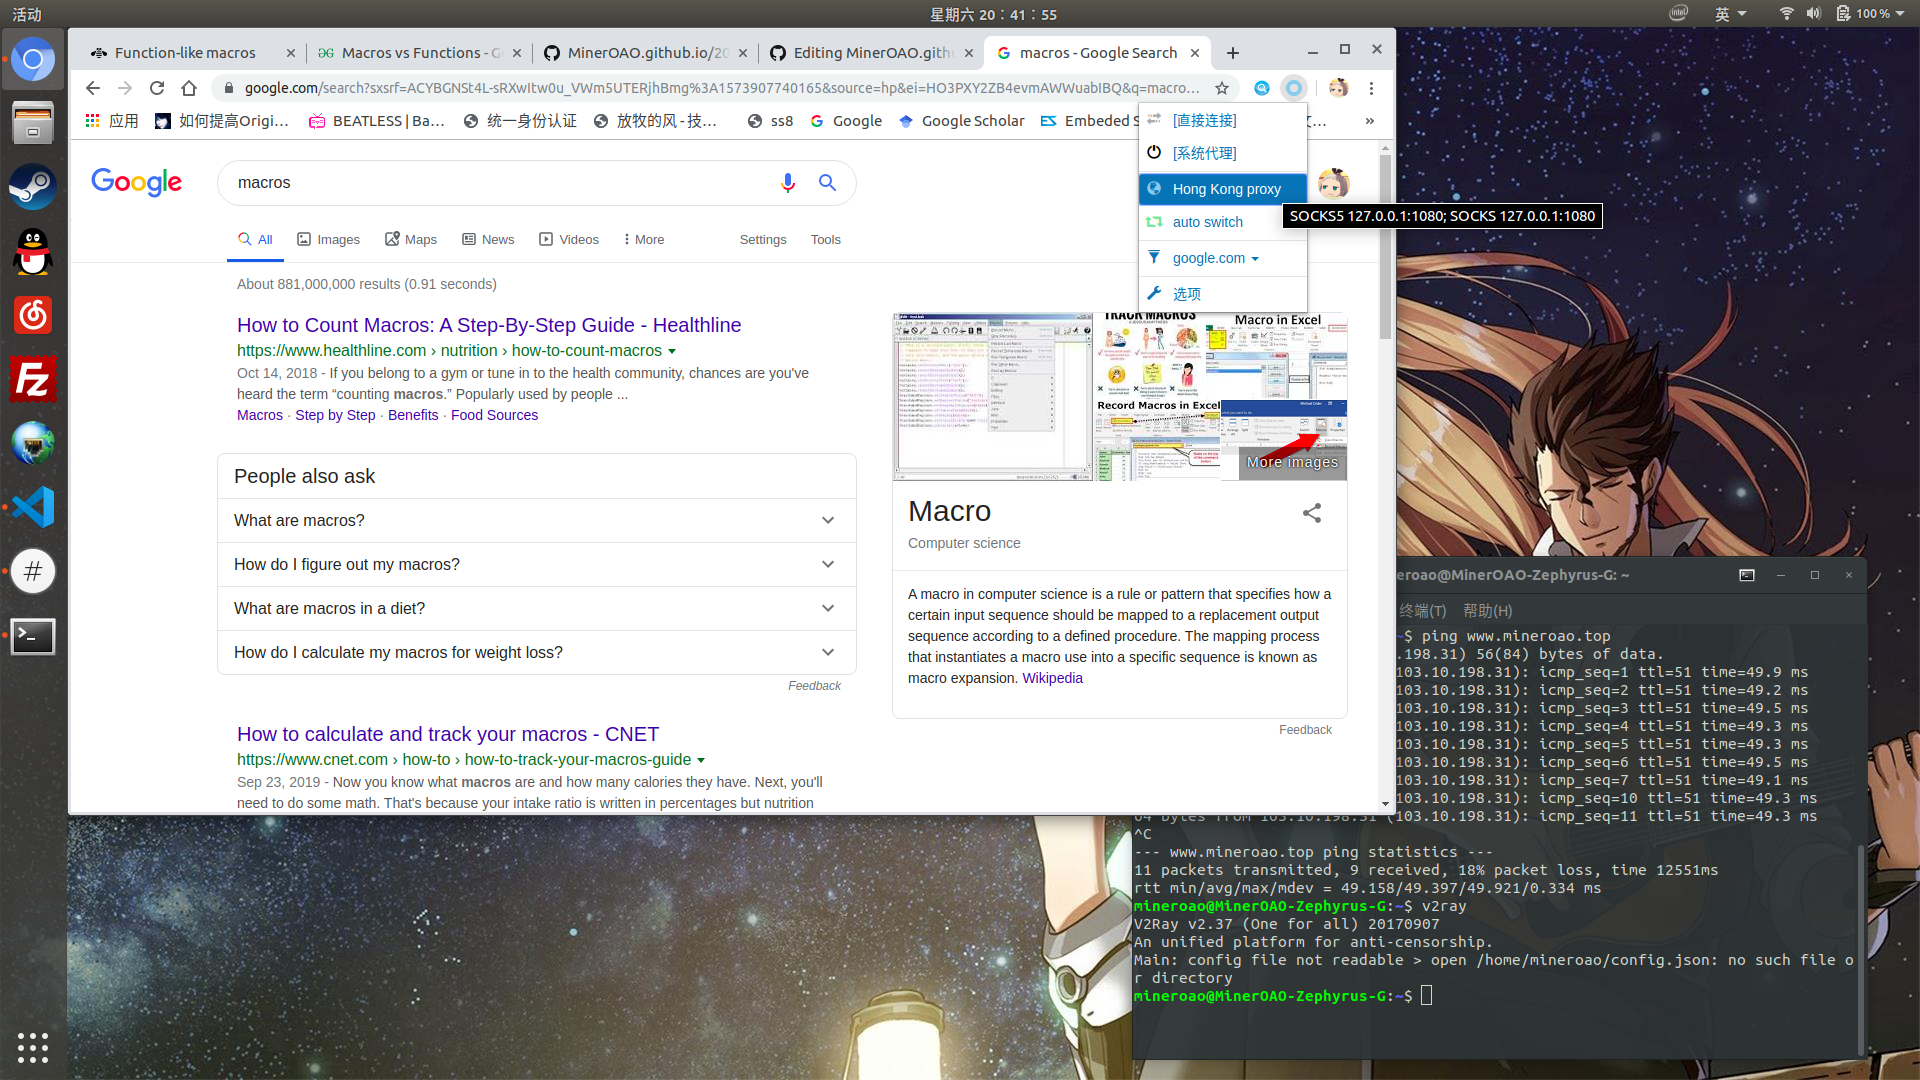 活动
星期六 20：41：55
英
100 %
Function-like macros
Macros vs Functions - G
MinerOAO.github.io/20
Editing MinerOAO.gith
macros - Google Search
google.com/search?sxsrf=ACYBGNSt4L-sRXwItw0u_VWm5UTERjhBmg%3A1573907740165&source=hp&ei=HO3PXY2ZB4evmAWWuabIBQ&q=macro...
应用
如何提高Origi...
BEATLESS | Ba...
统一身份认证
放牧的风 - 技...
ss8
Google
Google Scholar
ES Embeded S
»
[直接连接]
[系统代理]
Hong Kong proxy
auto switch
google.com
选项
SOCKS5 127.0.0.1:1080; SOCKS 127.0.0.1:1080
Google
macros
All
Images
Maps
News
Videos
More
Settings
Tools
About 881,000,000 results (0.91 seconds)
How to Count Macros: A Step-By-Step Guide - Healthline
https://www.healthline.com › nutrition › how-to-count-macros
Oct 14, 2018 - If you belong to a gym or tune in to the health community, chances are you've
heard the term “counting macros.” Popularly used by people ...
Macros · Step by Step · Benefits · Food Sources
People also ask
What are macros?
How do I figure out my macros?
What are macros in a diet?
How do I calculate my macros for weight loss?
Feedback
How to calculate and track your macros - CNET
https://www.cnet.com › how-to › how-to-track-your-macros-guide
Sep 23, 2019 - Now you know what macros are and how many calories they have. Next, you'll
need to do some math. That's because your intake ratio is written in percentages but nutrition
TRACK MACROS
Macro in Excel
Record Macros in Excel
More images
Macro
Computer science
A macro in computer science is a rule or pattern that specifies how a
certain input sequence should be mapped to a replacement output
sequence according to a defined procedure. The mapping process
that instantiates a macro use into a specific sequence is known as
macro expansion. Wikipedia
Feedback
eroao@MinerOAO-Zephyrus-G: ~
终端(T) 帮助(H)
~$ ping www.mineroao.top
.198.31) 56(84) bytes of data.
103.10.198.31): icmp_seq=1 ttl=51 time=49.9 ms
103.10.198.31): icmp_seq=2 ttl=51 time=49.2 ms
103.10.198.31): icmp_seq=3 ttl=51 time=49.5 ms
103.10.198.31): icmp_seq=4 ttl=51 time=49.3 ms
103.10.198.31): icmp_seq=5 ttl=51 time=49.3 ms
103.10.198.31): icmp_seq=6 ttl=51 time=49.5 ms
103.10.198.31): icmp_seq=7 ttl=51 time=49.1 ms
103.10.198.31): icmp_seq=10 ttl=51 time=49.3 ms
64 bytes from 103.10.198.31 (103.10.198.31): icmp_seq=11 ttl=51 time=49.3 ms
^C
--- www.mineroao.top ping statistics ---
11 packets transmitted, 9 received, 18% packet loss, time 12551ms
rtt min/avg/max/mdev = 49.158/49.397/49.921/0.334 ms
mineroao@MinerOAO-Zephyrus-G:~$ v2ray
V2Ray v2.37 (One for all) 20170907
An unified platform for anti-censorship.
Main: config file not readable > open /home/mineroao/config.json: no such file o
r directory
mineroao@MinerOAO-Zephyrus-G:~$